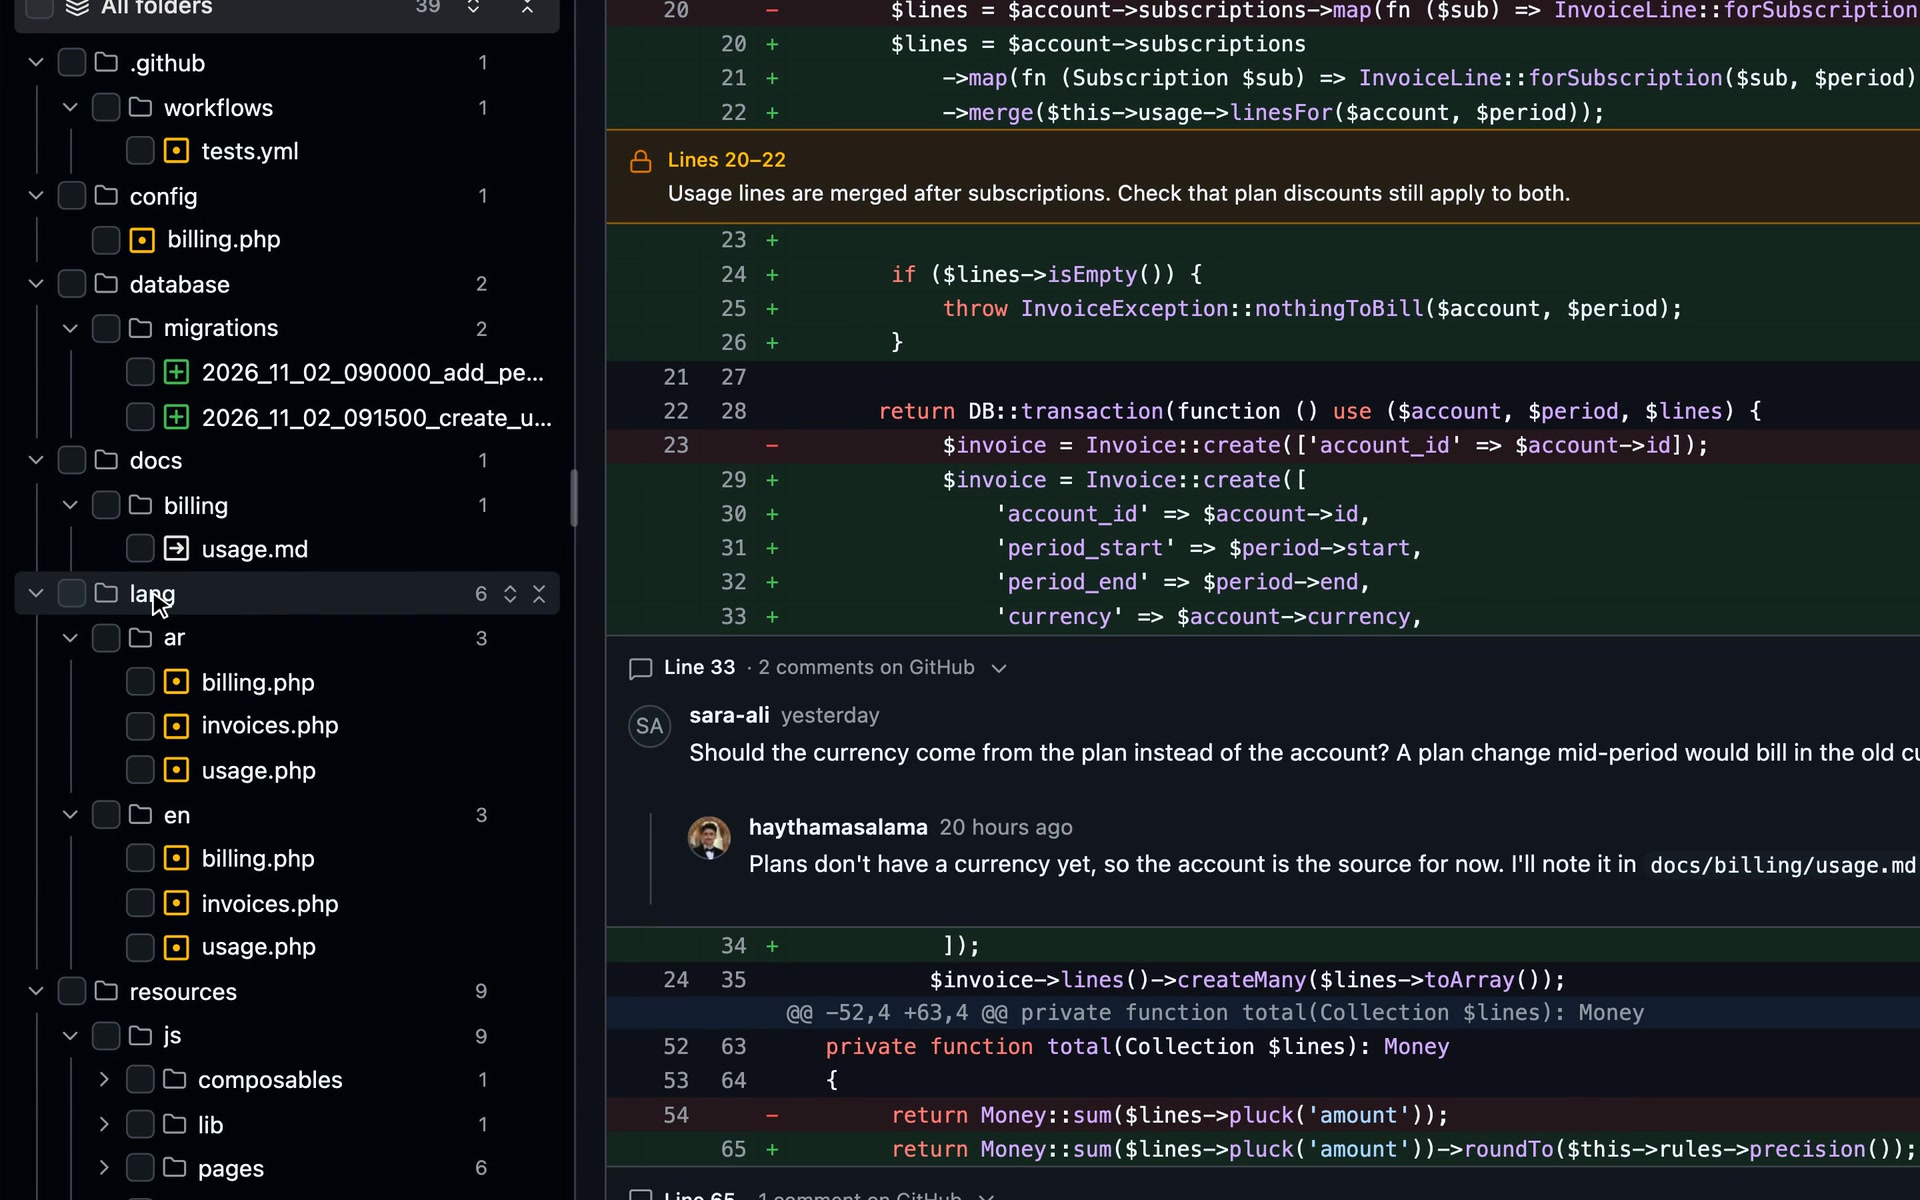 All folders 39
.github 1
workflows 1
tests.yml
config 1
billing.php
database 2
migrations 2
2026_11_02_090000_add_pe...
2026_11_02_091500_create_u...
docs 1
billing 1
usage.md
lang 6
ar 3
billing.php
invoices.php
usage.php
en 3
billing.php
invoices.php
usage.php
resources 9
js 9
composables 1
lib 1
pages 6
20 - $lines = $account->subscriptions->map(fn ($sub) => InvoiceLine::forSubscription
20 + $lines = $account->subscriptions
21 + ->map(fn (Subscription $sub) => InvoiceLine::forSubscription($sub, $period)
22 + ->merge($this->usage->linesFor($account, $period));
Lines 20–22
Usage lines are merged after subscriptions. Check that plan discounts still apply to both.
23 +
24 + if ($lines->isEmpty()) {
25 + throw InvoiceException::nothingToBill($account, $period);
26 + }
21 27
22 28 return DB::transaction(function () use ($account, $period, $lines) {
23 - $invoice = Invoice::create(['account_id' => $account->id]);
29 + $invoice = Invoice::create([
30 + 'account_id' => $account->id,
31 + 'period_start' => $period->start,
32 + 'period_end' => $period->end,
33 + 'currency' => $account->currency,
Line 33 · 2 comments on GitHub
SA sara-ali yesterday
Should the currency come from the plan instead of the account? A plan change mid-period would bill in the old
haythamasalama 20 hours ago
Plans don't have a currency yet, so the account is the source for now. I'll note it in docs/billing/usage.md
34 + ]);
24 35 $invoice->lines()->createMany($lines->toArray());
@@ -52,4 +63,4 @@ private function total(Collection $lines): Money
52 63 private function total(Collection $lines): Money
53 64 {
54 - return Money::sum($lines->pluck('amount'));
65 + return Money::sum($lines->pluck('amount'))->roundTo($this->rules->precision());
Line 65 · 1 comment on GitHub